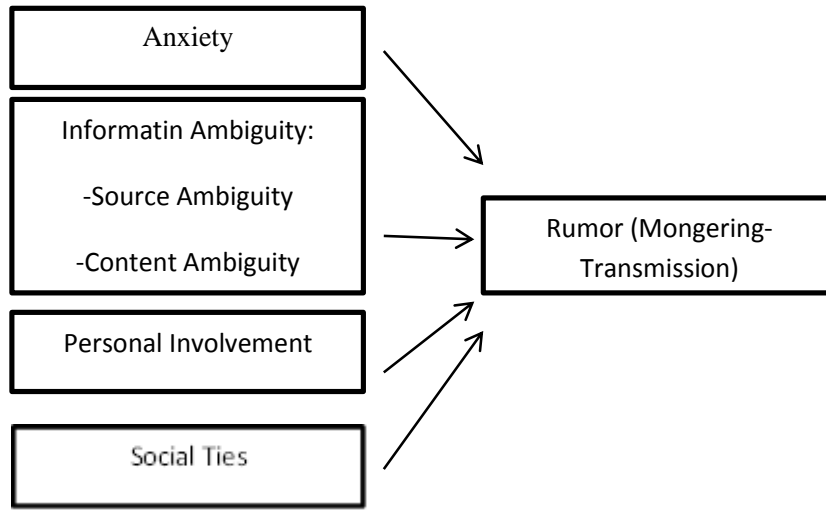 Anxiety
Informatin Ambiguity:
-Source Ambiguity
-Content Ambiguity
Rumor (Mongering-
Transmission)
Personal Involvement
Social Ties